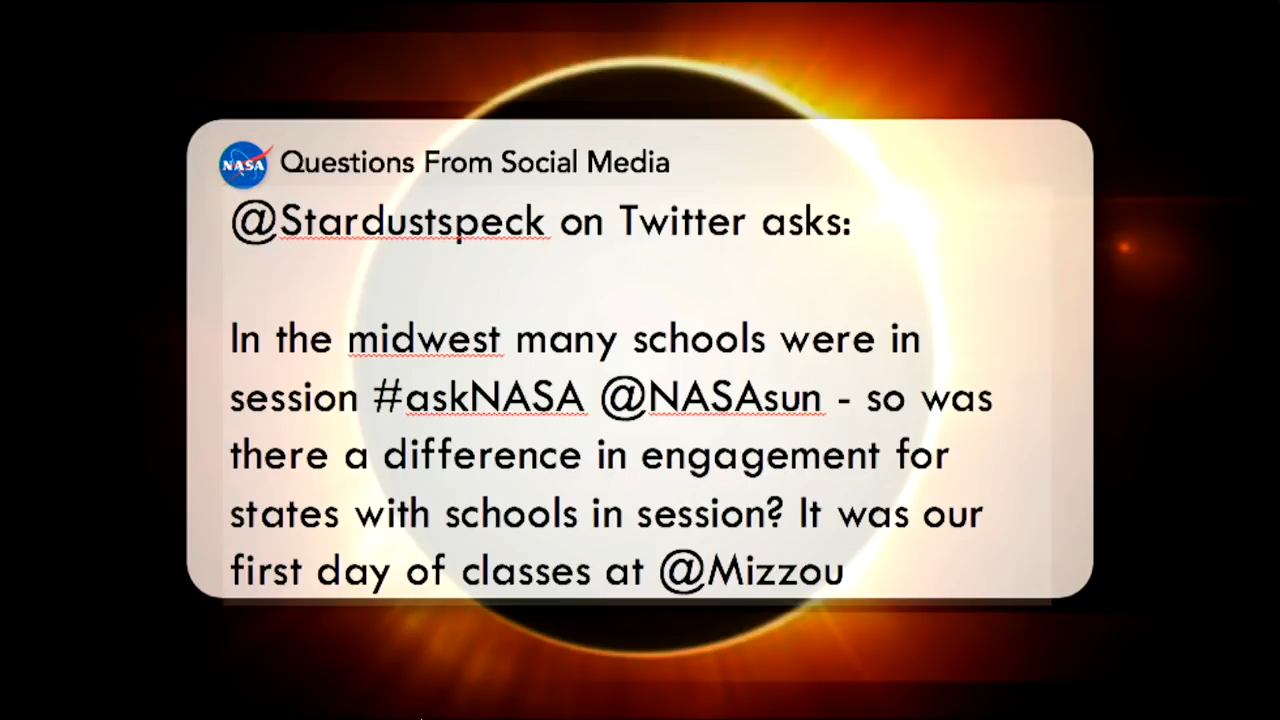 NASA Questions From Social Media
@Stardustspeck on Twitter asks:
In the midwest many schools were in
session #askNASA @NASAsun - so was
there a difference in engagement for
states with schools in session? It was our
first day of classes at @Mizzou